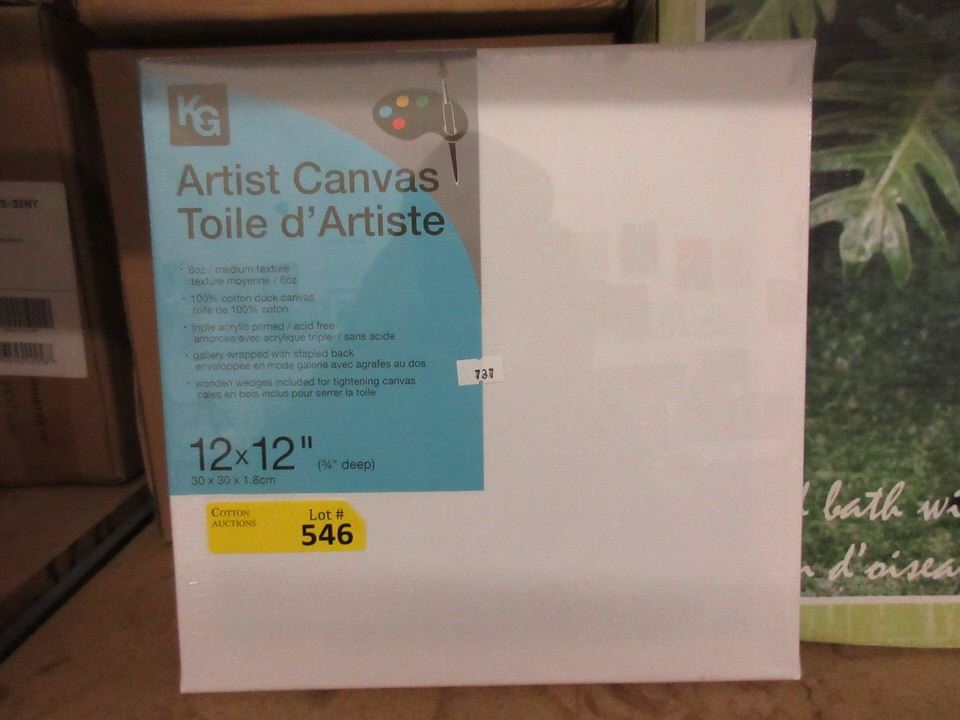 S-3INT
KG
Artist Canvas
Toile d'Artiste
• 8oz / medium texture
texture moyenne / 8oz
• 100% cotton duck canvas
toile de 100% coton
• triple acrylic primed / acid free
amorcée avec acrylique triple / sans acide
• gallery wrapped with stapled back
enveloppée en mode galerie avec agrafes au dos
• wooden wedges included for tightening canvas
cales en bois inclus pour serrer la toile
737
12x12" (¾" deep)
30 x 30 x 1.8cm
COTTON
AUCTIONS
Lot #
546
bath wi
d'oisea